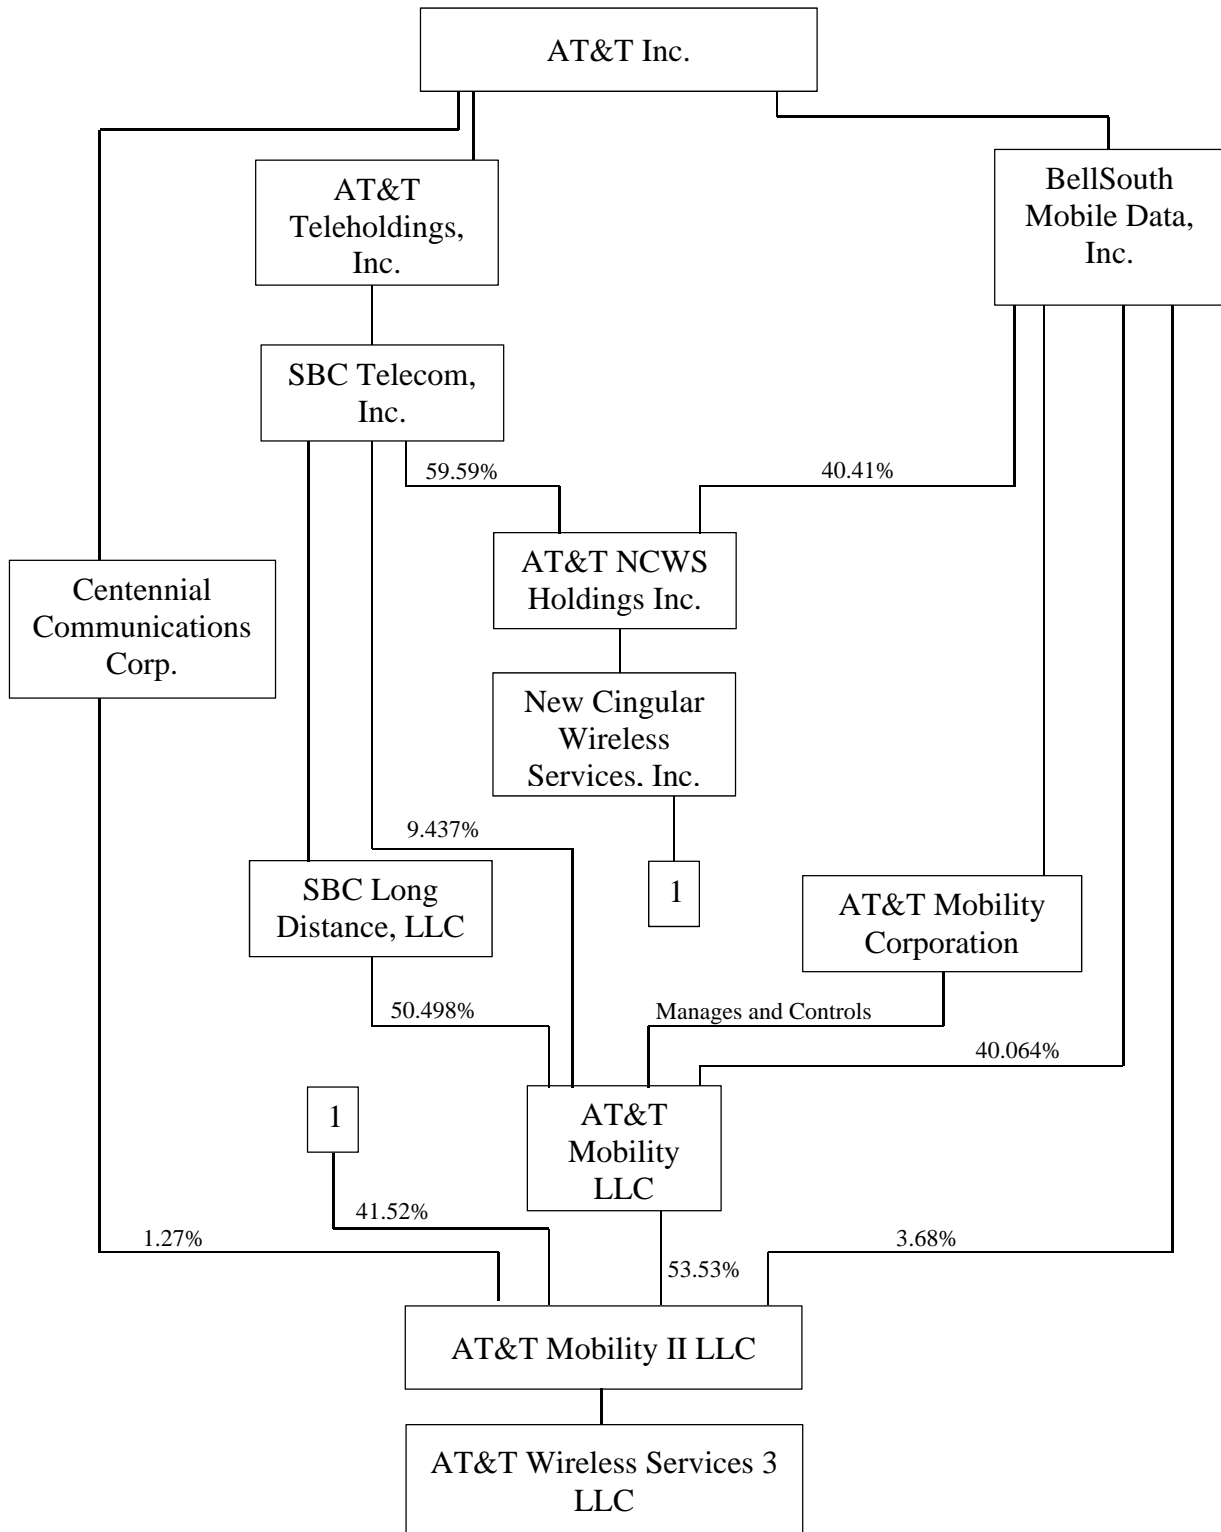 AT&T Inc.
AT&T
Teleholdings,
Inc.
BellSouth
Mobile Data,
Inc.
SBC Telecom,
Inc.
59.59%
40.41%
AT&T NCWS
Holdings Inc.
Centennial
Communications
Corp.
New Cingular
Wireless
Services, Inc.
9.437%
SBC Long
Distance, LLC
1
AT&T Mobility
Corporation
50.498%
Manages and Controls
40.064%
1
AT&T
Mobility
LLC
41.52%
1.27%
53.53%
3.68%
AT&T Mobility II LLC
AT&T Wireless Services 3
LLC